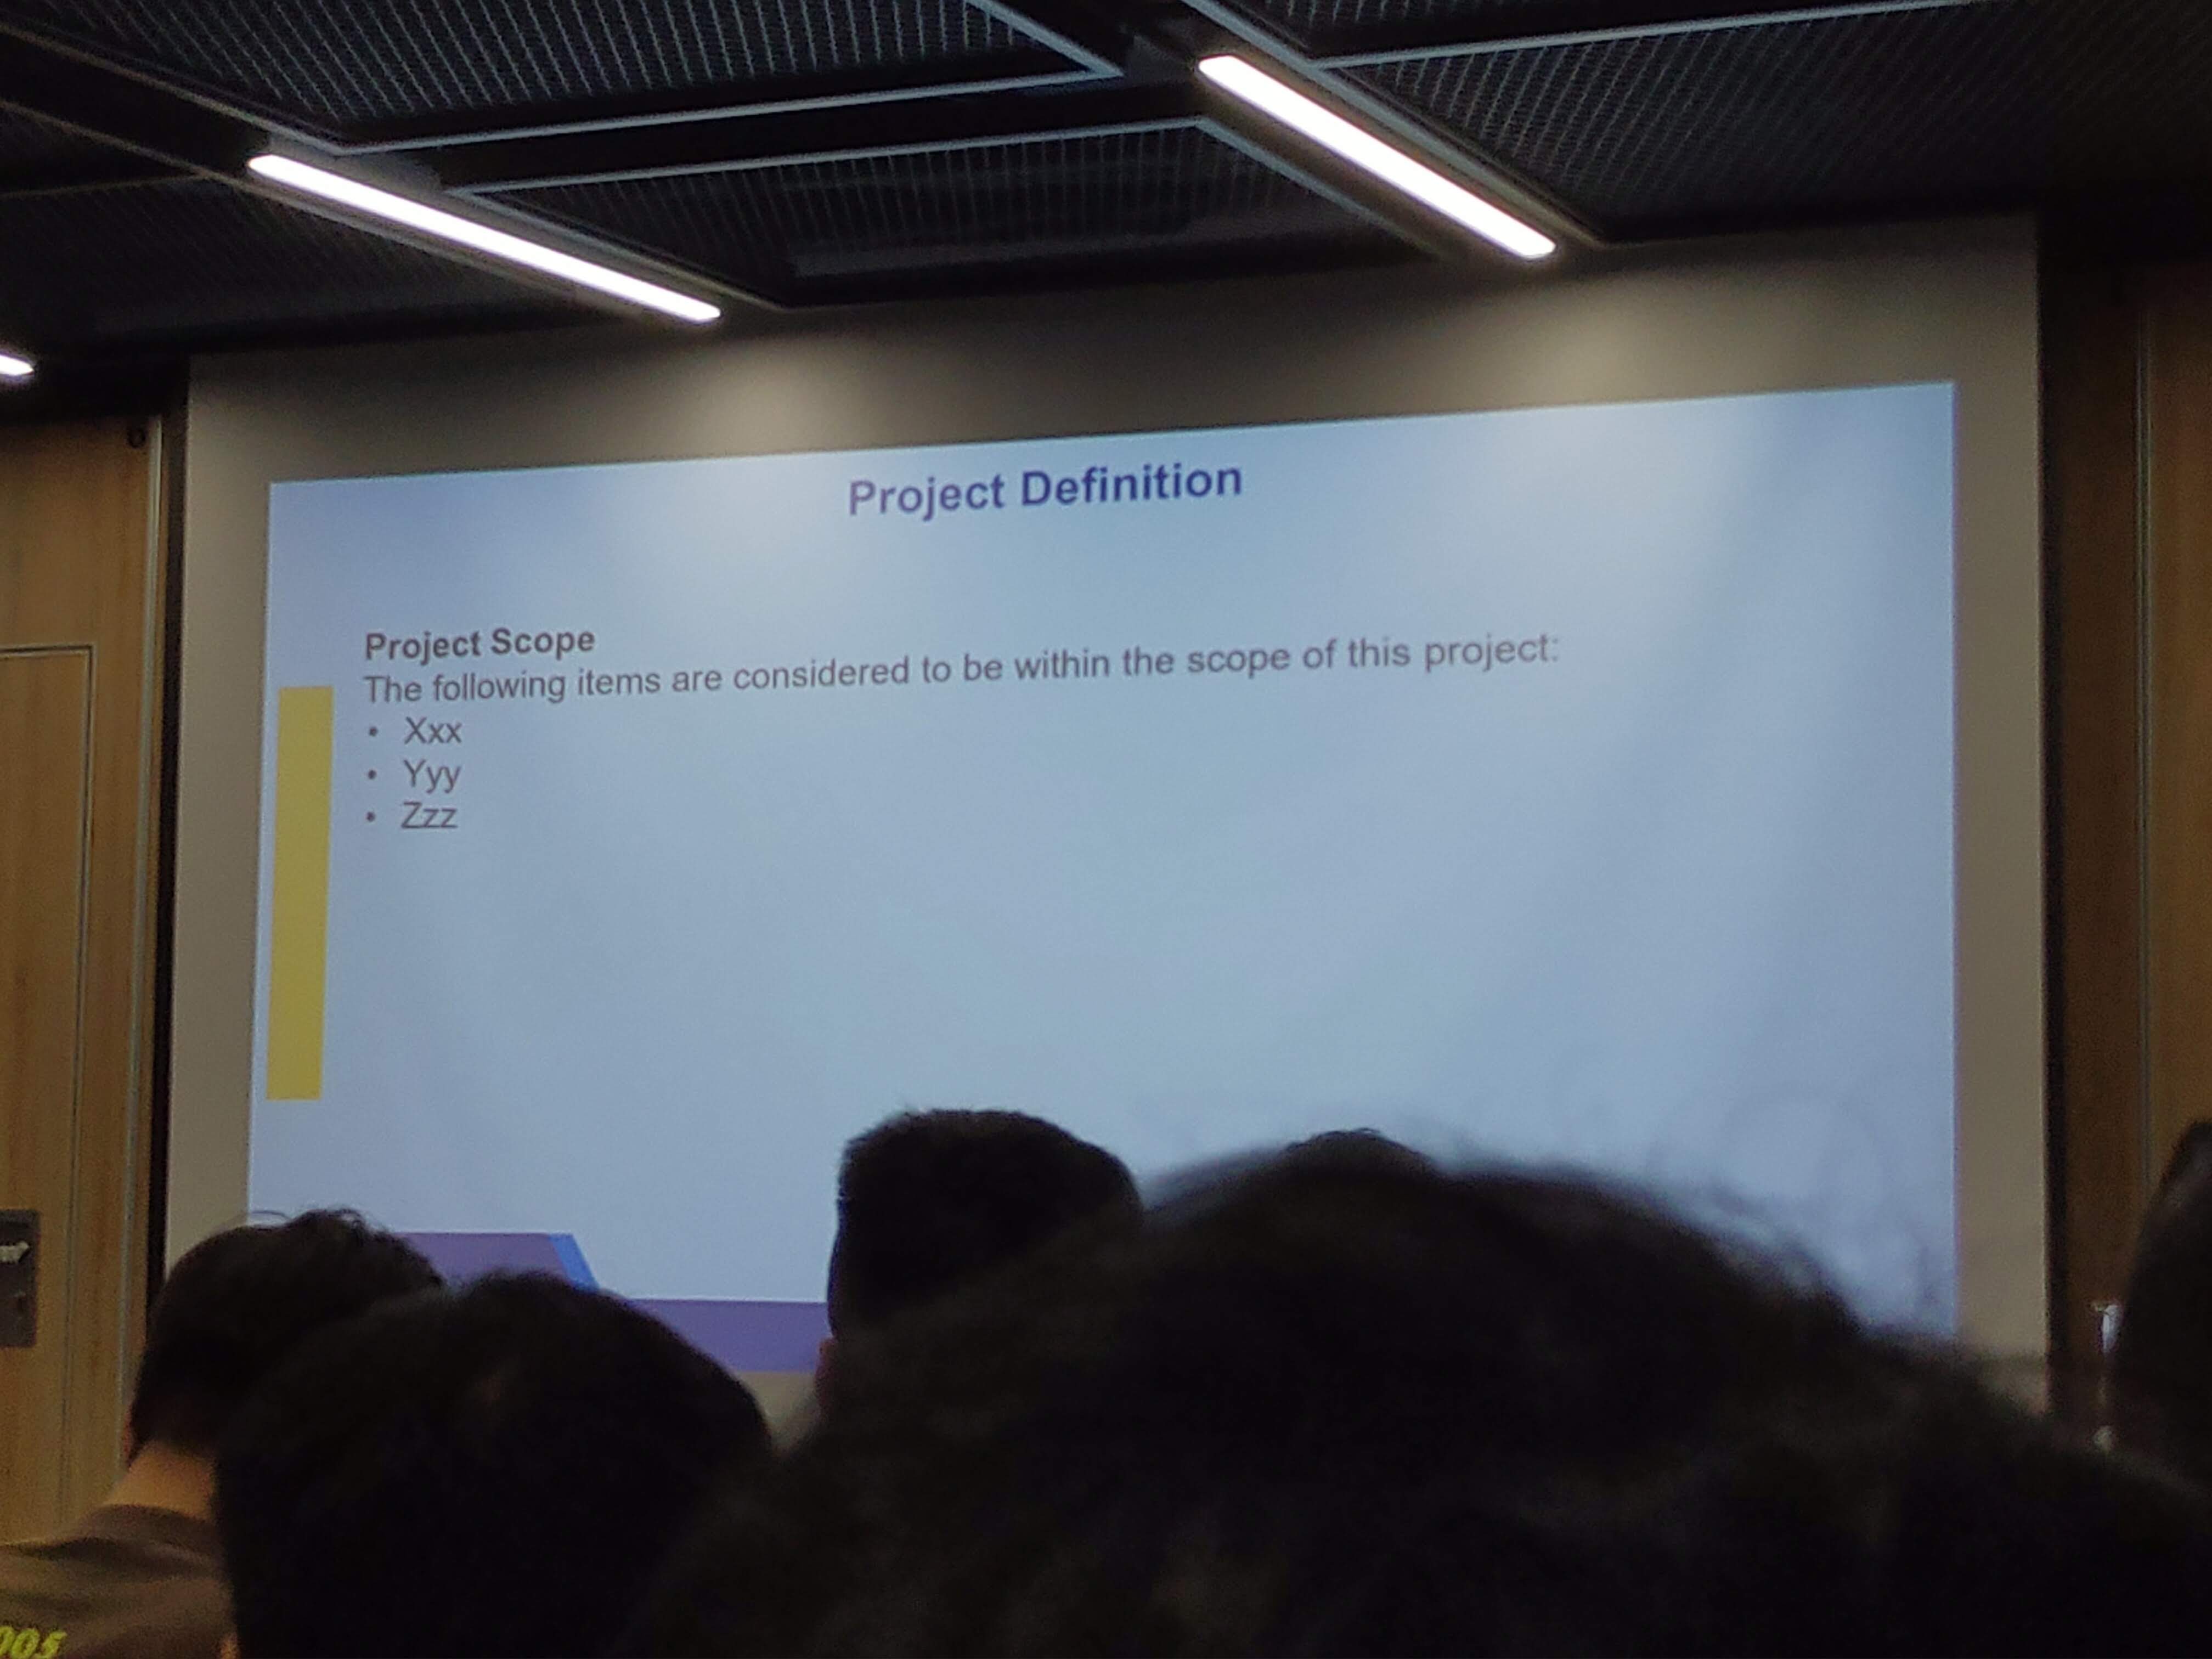 Project Definition
Project Scope
The following items are considered to be within the scope of this project:
• Xxx
• Yyy
• Zzz
005